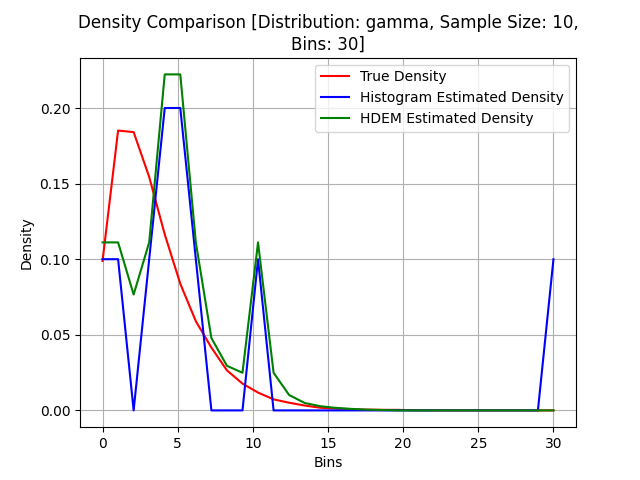 Density Comparison [Distribution: gamma, Sample Size: 10,
Bins: 30]
True Density
Histogram Estimated Density
HDEM Estimated Density
Density
0.20
0.15
0.10
0.05
0.00
0 5 10 15 20 25 30
Bins